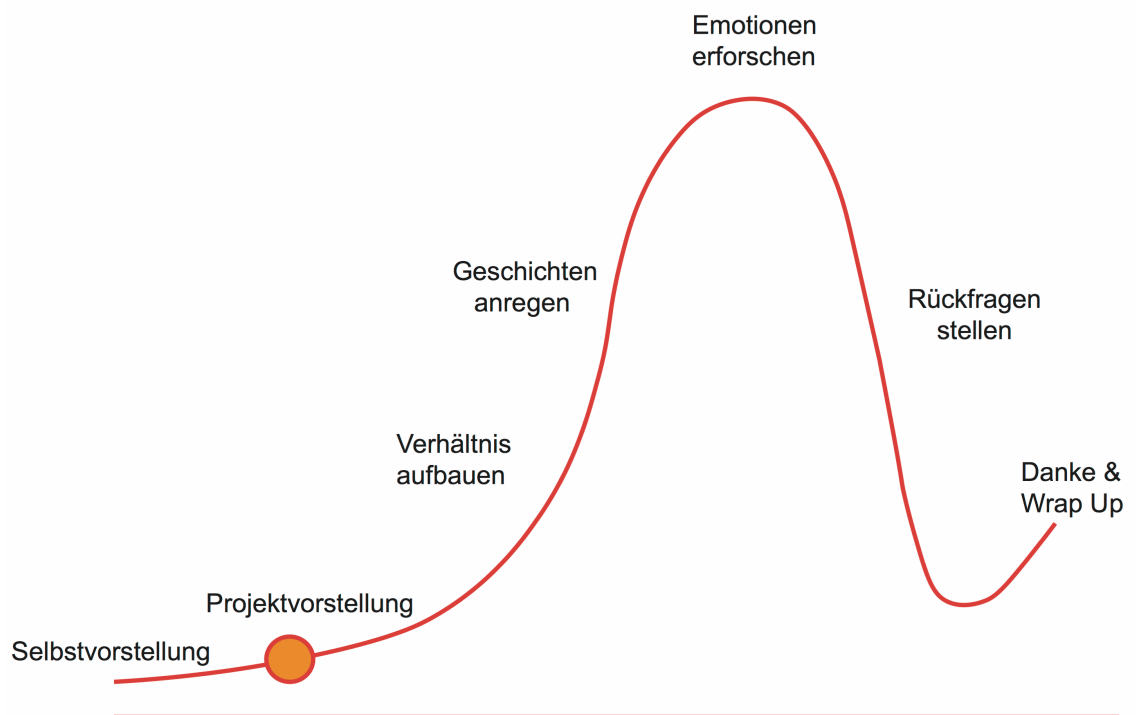 Emotionen
erforschen
Geschichten
anregen
Rückfragen
stellen
Verhältnis
aufbauen
Danke &
Wrap Up
Projektvorstellung
Selbstvorstellung